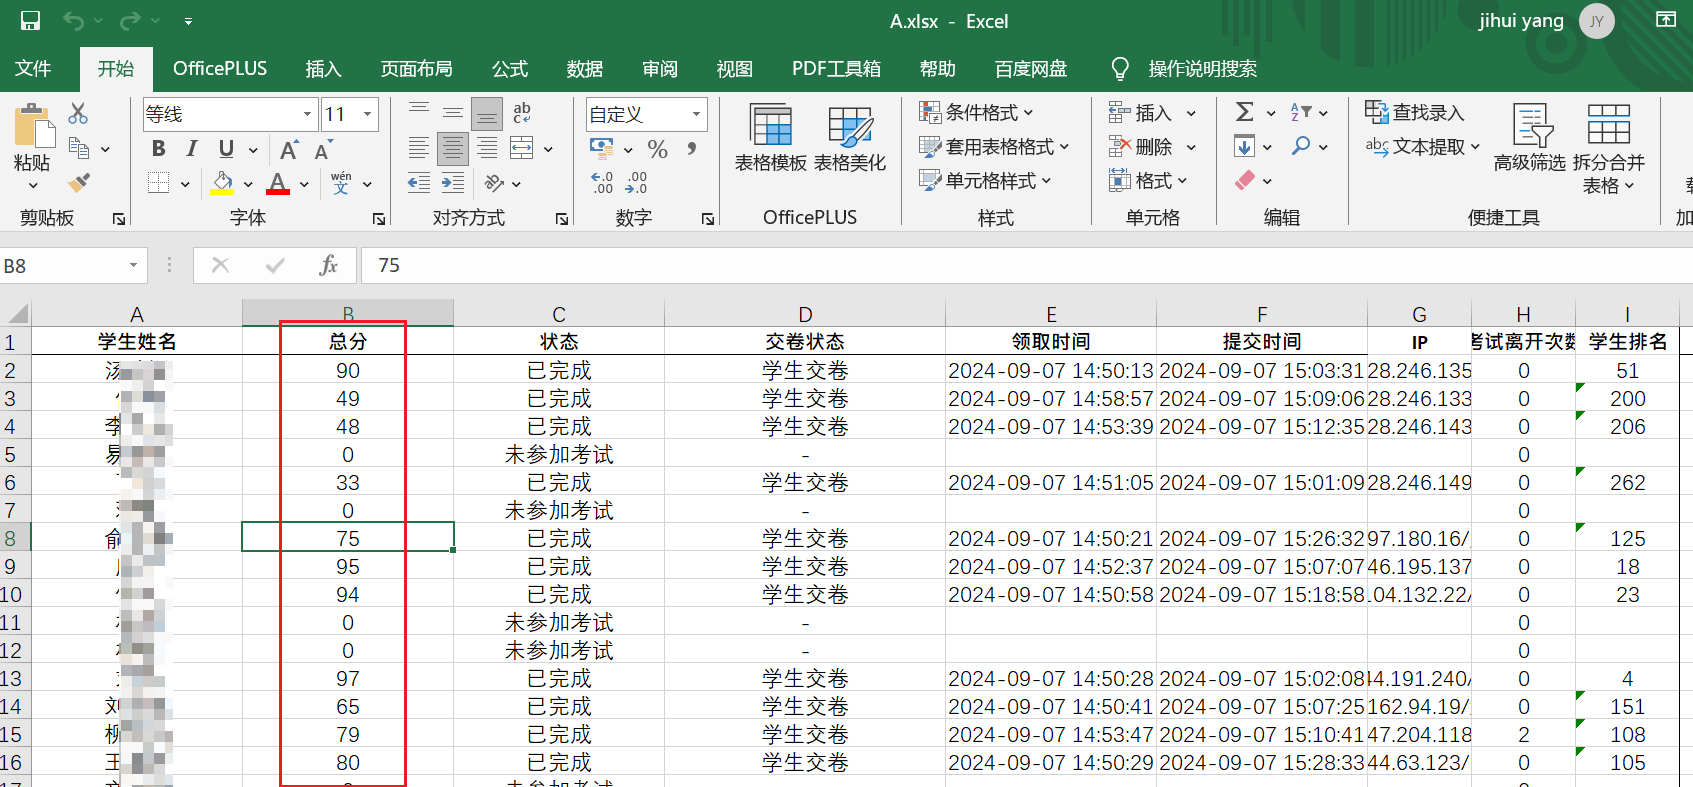 A.xlsx - Excel
jihui yang JY
文件 开始 OfficePLUS 插入 页面布局 公式 数据 审阅 视图 PDF工具箱 帮助 百度网盘 操作说明搜索
粘贴
剪贴板
等线 11
B I U A A
A wén 文
字体
ab
对齐方式
自定义
% ,
.00 .00
.0
数字
表格模板 表格美化
OfficePLUS
条件格式
套用表格格式
单元格样式
样式
插入
删除
格式
单元格
Σ A Z
编辑
查找录入
abc 文本提取
高级筛选 拆分合并
表格
便捷工具
加
B8 fx 75
A B C D E F G H I
1 学生姓名 总分 状态 交卷状态 领取时间 提交时间 IP 考试离开次数 学生排名
2 汤 90 已完成 学生交卷 2024-09-07 14:50:13 2024-09-07 15:03:31 28.246.135 0 51
3 49 已完成 学生交卷 2024-09-07 14:58:57 2024-09-07 15:09:06 28.246.133 0 200
4 李 48 已完成 学生交卷 2024-09-07 14:53:39 2024-09-07 15:12:35 28.246.143 0 206
5 易 0 未参加考试 - 0
6 33 已完成 学生交卷 2024-09-07 14:51:05 2024-09-07 15:01:09 28.246.149 0 262
7 0 未参加考试 - 0
8 俞 75 已完成 学生交卷 2024-09-07 14:50:21 2024-09-07 15:26:32 97.180.16/ 0 125
9 95 已完成 学生交卷 2024-09-07 14:52:37 2024-09-07 15:07:07 46.195.137 0 18
10 94 已完成 学生交卷 2024-09-07 14:50:58 2024-09-07 15:18:58 .04.132.22/ 0 23
11 0 未参加考试 - 0
12 0 未参加考试 - 0
13 97 已完成 学生交卷 2024-09-07 14:50:28 2024-09-07 15:02:08 44.191.240/ 0 4
14 刘 65 已完成 学生交卷 2024-09-07 14:50:41 2024-09-07 15:07:25 162.94.19/ 0 151
15 柳 79 已完成 学生交卷 2024-09-07 14:53:47 2024-09-07 15:10:41 47.204.118 2 108
16 王 80 已完成 学生交卷 2024-09-07 14:50:29 2024-09-07 15:28:33 44.63.123/ 0 105